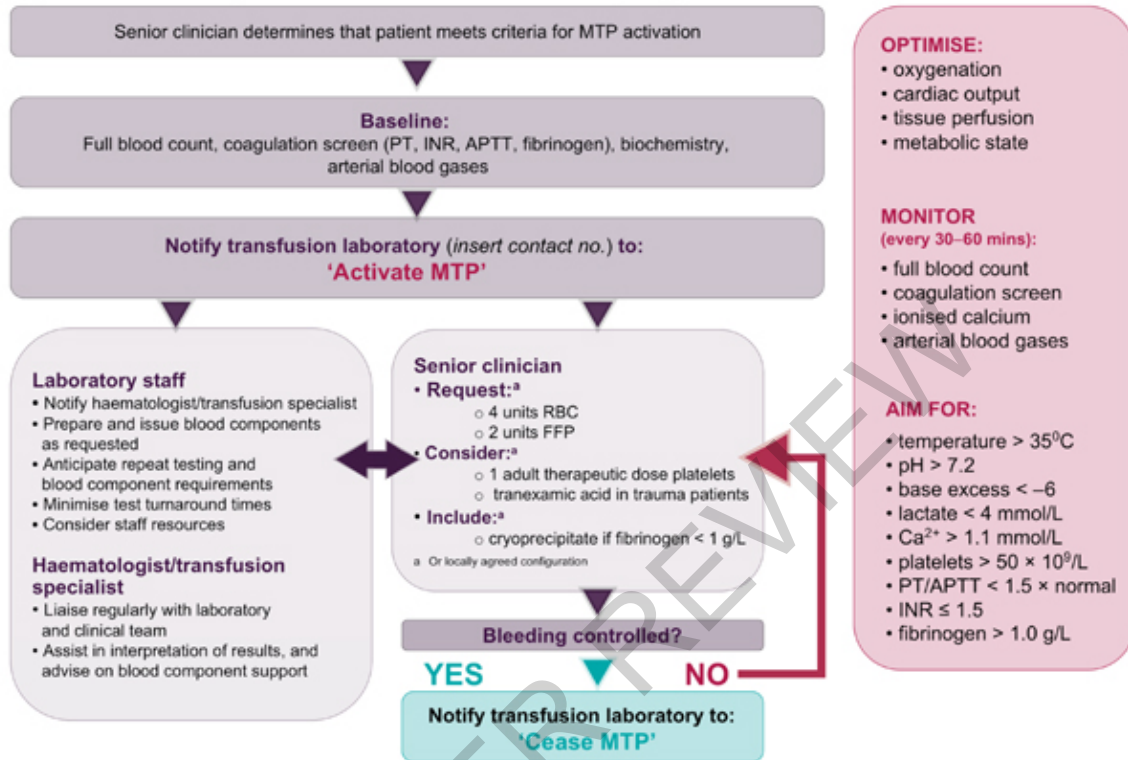 Senior clinician determines that patient meets criteria for MTP activation
Baseline:
Full blood count, coagulation screen (PT, INR, APTT, fibrinogen), biochemistry,
arterial blood gases
Notify transfusion laboratory (insert contact no.) to:
‘Activate MTP’
Laboratory staff
• Notify haematologist/transfusion specialist
• Prepare and issue blood components
as requested
• Anticipate repeat testing and
blood component requirements
• Minimise test turnaround times
• Consider staff resources
Haematologist/transfusion
specialist
• Liaise regularly with laboratory
and clinical team
• Assist in interpretation of results, and
advise on blood component support
Senior clinician
• Request:ᵃ
o 4 units RBC
o 2 units FFP
• Consider:ᵃ
o 1 adult therapeutic dose platelets
o tranexamic acid in trauma patients
• Include:ᵃ
o cryoprecipitate if fibrinogen < 1 g/L
a Or locally agreed configuration
Bleeding controlled?
YES
NO
Notify transfusion laboratory to:
‘Cease MTP’
OPTIMISE:
• oxygenation
• cardiac output
• tissue perfusion
• metabolic state
MONITOR
(every 30–60 mins):
• full blood count
• coagulation screen
• ionised calcium
• arterial blood gases
AIM FOR:
• temperature > 35⁰C
• pH > 7.2
• base excess < –6
• lactate < 4 mmol/L
• Ca²⁺ > 1.1 mmol/L
• platelets > 50 × 10⁹/L
• PT/APTT < 1.5 × normal
• INR ≤ 1.5
• fibrinogen > 1.0 g/L
ER REVIEW